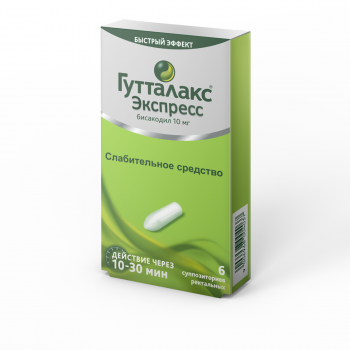 БЫСТРЫЙ ЭФФЕКТ
Гутталакс®
Экспресс
бисакодил 10 мг
Слабительное средство
ДЕЙСТВИЕ ЧЕРЕЗ
10-30 МИН
6
суппозиториев
ректальных